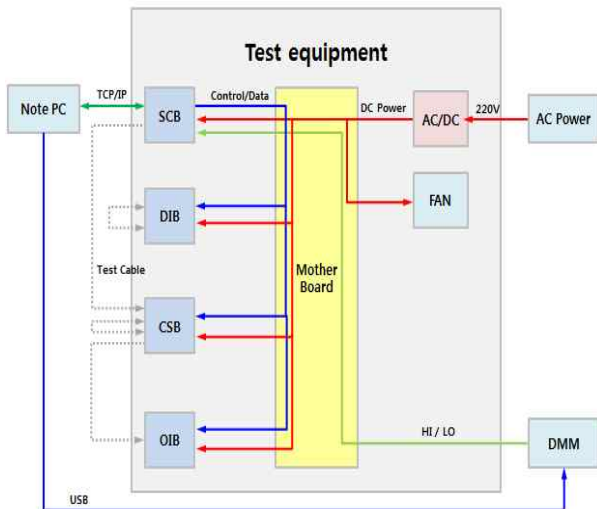 Test equipment
TCP/IP
Control/Data
DC Power
220V
Note PC
SCB
AC/DC
AC Power
DIB
FAN
Test Cable
Mother
Board
CSB
OIB
HI / LO
DMM
USB